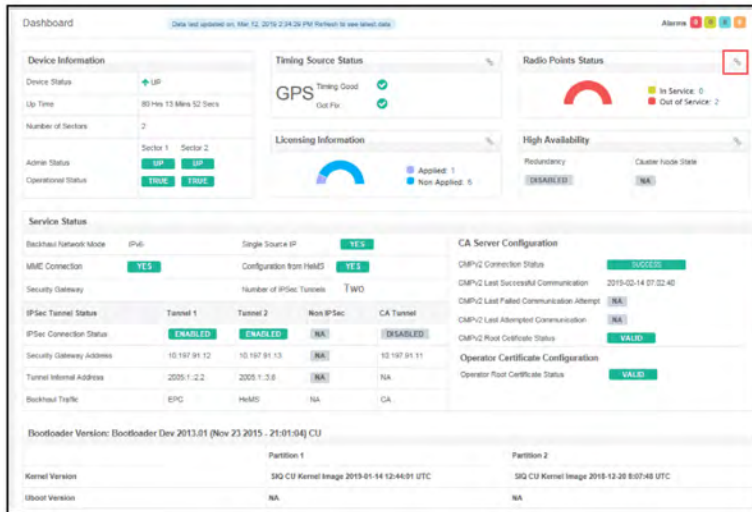 Dashboard
Data last updated on, Mar 12, 2019 2:34:29 PM Refresh to see latest data
Alarms 0 0 0 0
Device Information
Device Status UP
Up Time 80 Hrs 13 Mins 52 Secs
Number of Sectors 2
Sector 1 Sector 2
Admin Status UP UP
Operational Status TRUE TRUE
Timing Source Status
GPS
Timing Good
Got Fix
Radio Points Status
In Service: 0
Out of Service: 2
Licensing Information
Applied: 1
Non Applied: 6
High Availability
Redundancy Cluster Node State
DISABLED NA
Service Status
Backhaul Network Mode IPv6 Single Source IP YES
MME Connection YES Configuration from HeMS YES
Security Gateway Number of IPSec Tunnels Two
IPSec Tunnel Status Tunnel 1 Tunnel 2 Non IPSec CA Tunnel
IPSec Connection Status ENABLED ENABLED NA DISABLED
Security Gateway Address 10.197.91.12 10.197.91.13 NA 10.197.91.11
Tunnel Internal Address 2005:1::2:2 2005:1::3:8 NA NA
Backhaul Traffic EPC HeMS NA CA
CA Server Configuration
CMPv2 Connection Status SUCCESS
CMPv2 Last Successful Communication 2019-02-14 07:02:40
CMPv2 Last Failed Communication Attempt NA
CMPv2 Last Attempted Communication NA
CMPv2 Root Certificate Status VALID
Operator Certificate Configuration
Operator Root Certificate Status VALID
Bootloader Version: Bootloader Dev 2013.01 (Nov 23 2015 - 21:01:04) CU
Partition 1 Partition 2
Kernel Version SIQ CU Kernel Image 2019-01-14 12:44:01 UTC SIQ CU Kernel Image 2018-12-20 8:07:48 UTC
Uboot Version NA NA